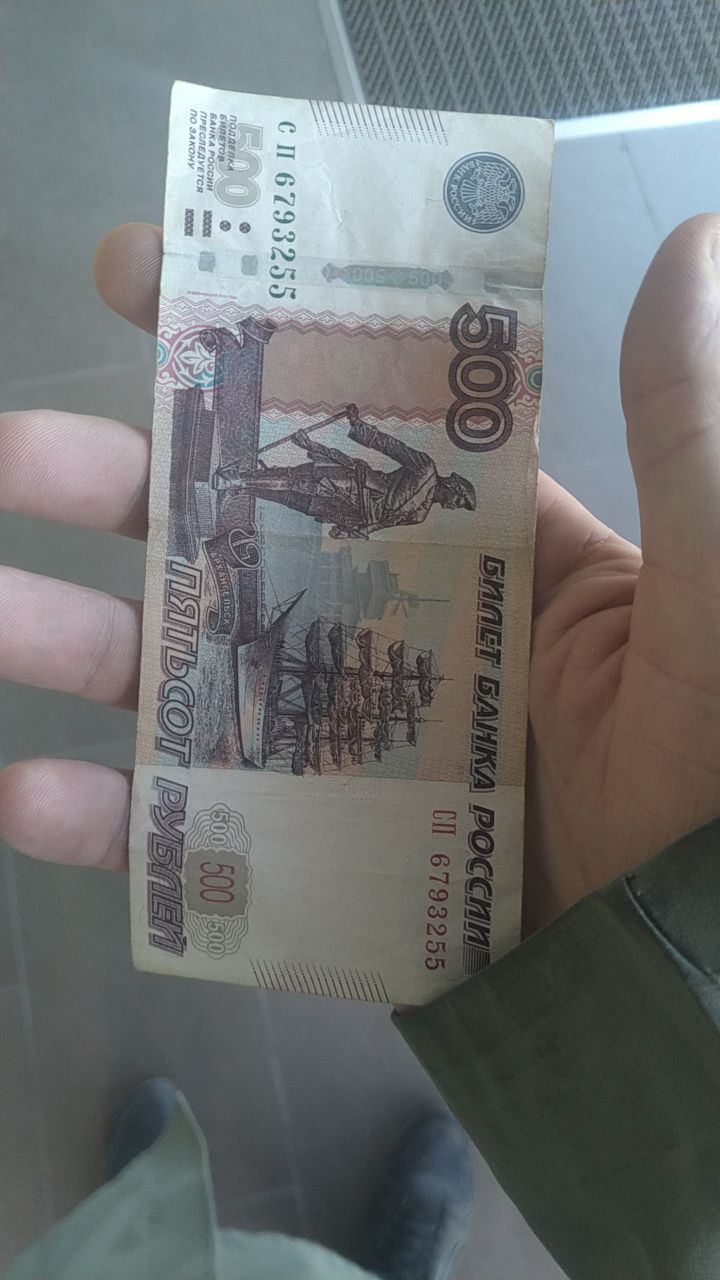 БАНК РОССИИ
500
БИЛЕТ БАНКА РОССИИ
СП 6793255
СП 6793255
500
ПОДДЕЛКА
БИЛЕТОВ
БАНКА РОССИИ
ПРЕСЛЕДУЕТСЯ
ПО ЗАКОНУ
АРХАНГЕЛЬСК
500 500 500
ПЯТЬСОТ РУБЛЕЙ